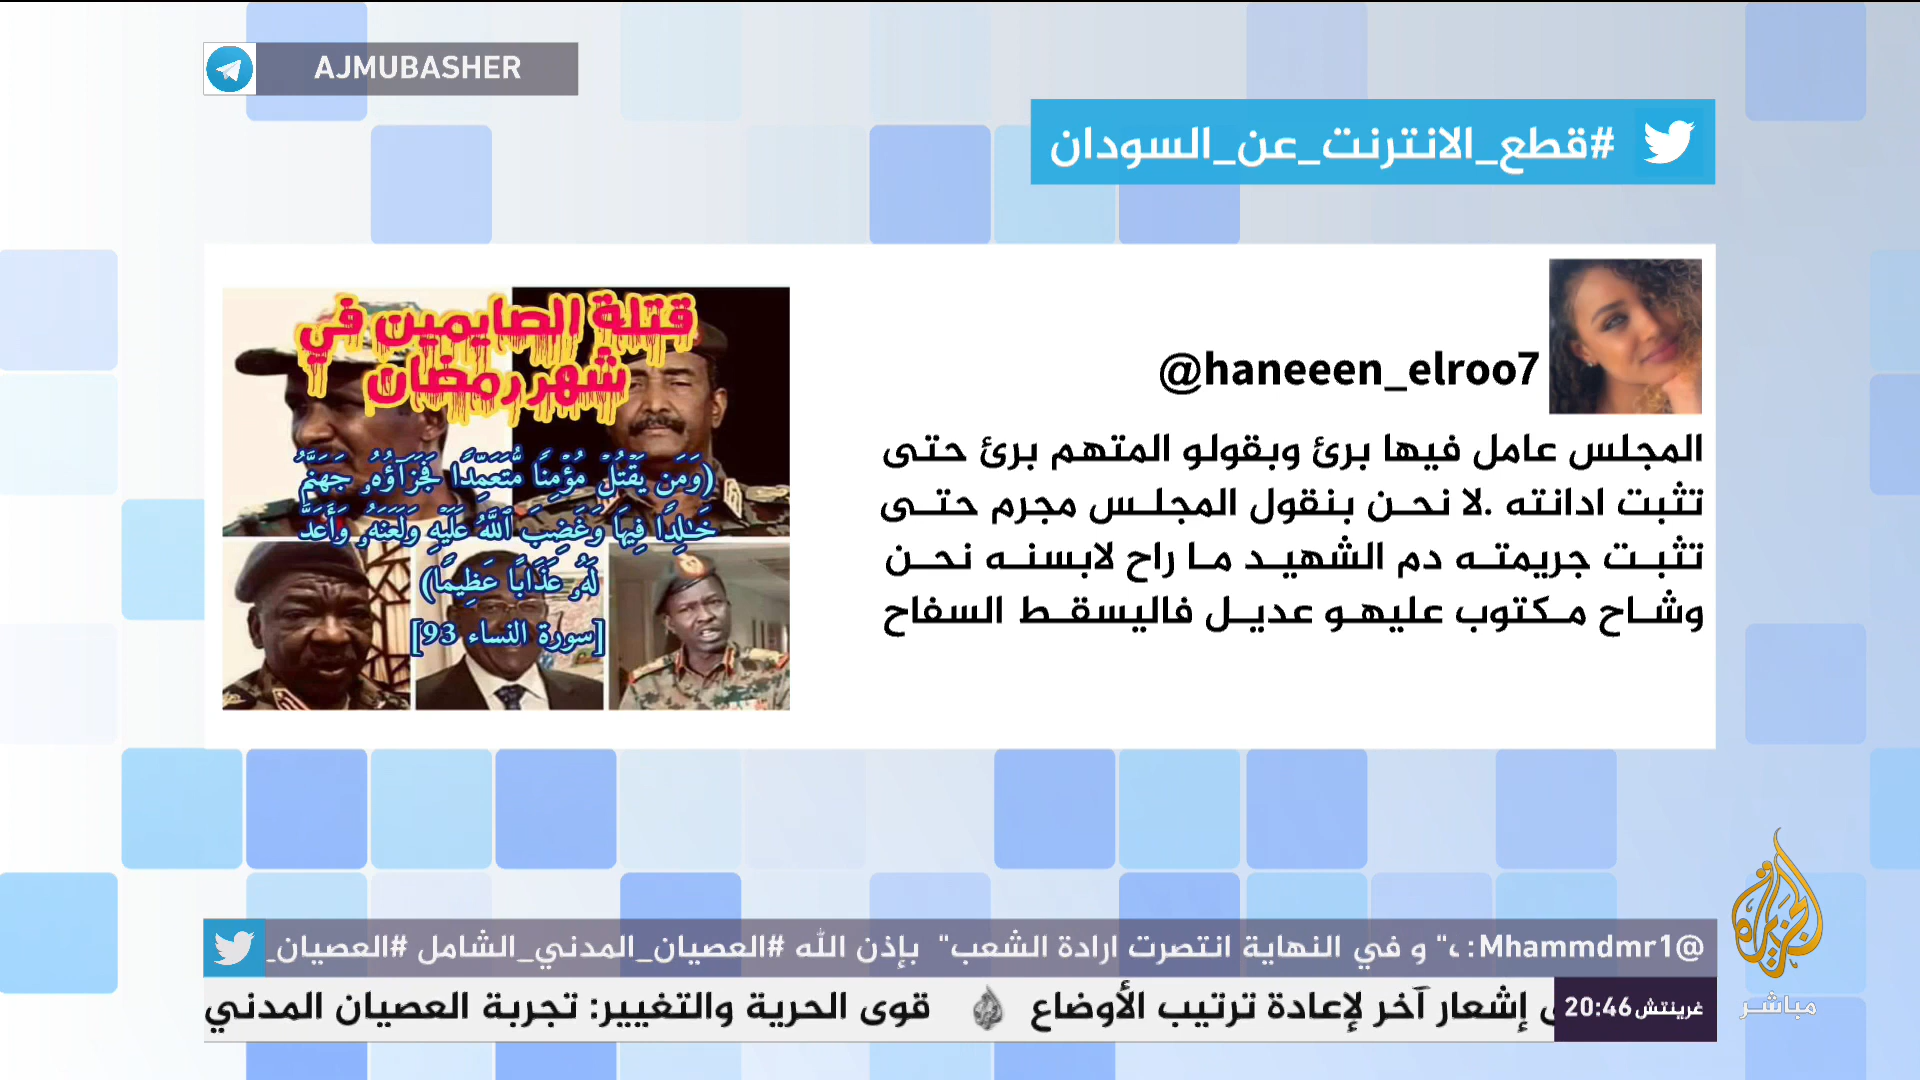 AJMUBASHER
#قطع_الانترنت_عن_السودان
@haneeen_elroo7
المجلس عامل فيها برئ وبقولو المتهم برئ حتى
تثبت ادانته .لا نحن بنقول المجلس مجرم حتى
تثبت جريمته دم الشهيد ما راح لابسنه نحن
وشاح مكتوب عليهو عديل فاليسقط السفاح
قتلة الصايمين في
شهر رمضان
(وَمَن يَقْتُلْ مُؤْمِنًا مُّتَعَمِّدًا فَجَزَآؤُهُۥ جَهَنَّمُ
خَـٰلِدًا فِيهَا وَغَضِبَ ٱللَّهُ عَلَيْهِ وَلَعَنَهُۥ وَأَعَدَّ
لَهُۥ عَذَابًا عَظِيمًا)
[سورة النساء 93]
@Mhammdmr1: "و في النهاية انتصرت ارادة الشعب" بإذن الله #العصيان_المدني_الشامل #العصيان_
غرينتش 20:46
إشعار آخر لإعادة ترتيب الأوضاع
قوى الحرية والتغيير: تجربة العصيان المدني
الجزيرة
مباشر